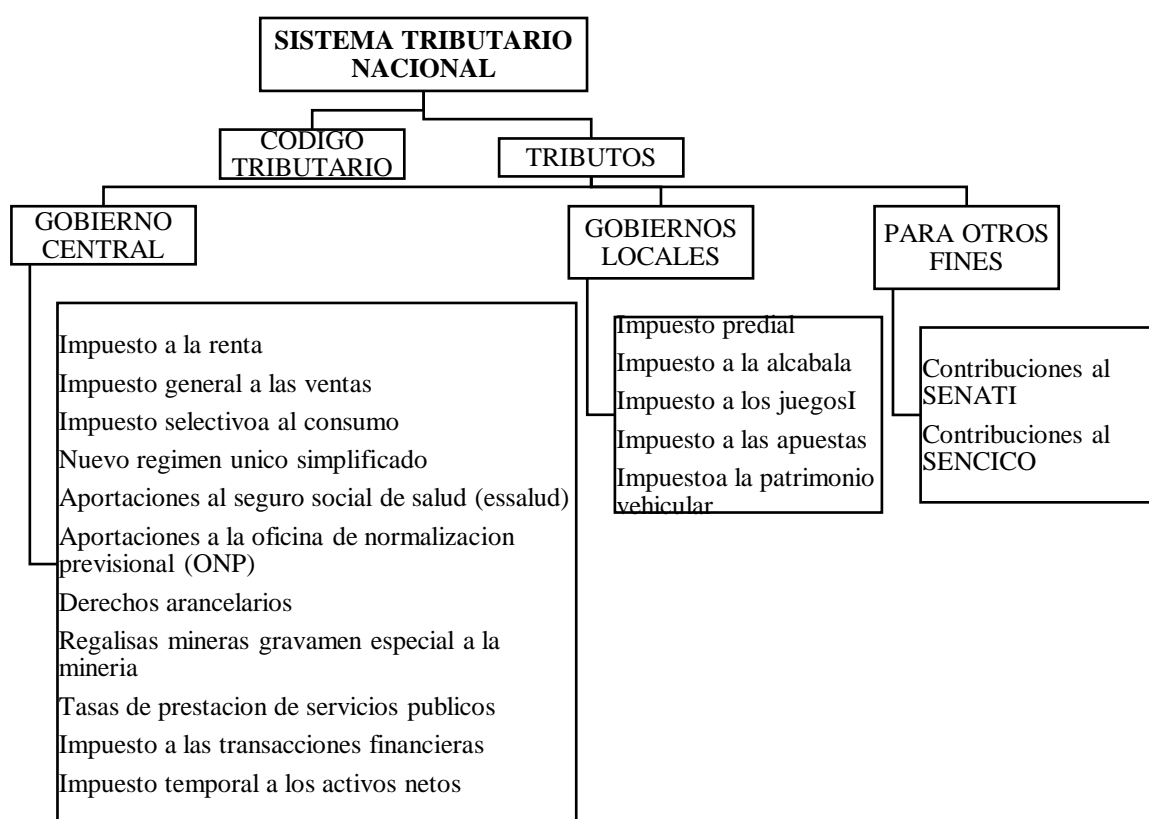 SISTEMA TRIBUTARIO
NACIONAL
CODIGO
TRIBUTARIO
TRIBUTOS
GOBIERNO
CENTRAL
GOBIERNOS
LOCALES
PARA OTROS
FINES
Impuesto a la renta
Impuesto general a las ventas
Impuesto selectivoa al consumo
Nuevo regimen unico simplificado
Aportaciones al seguro social de salud (essalud)
Aportaciones a la oficina de normalizacion
previsional (ONP)
Derechos arancelarios
Regalisas mineras gravamen especial a la
mineria
Tasas de prestacion de servicios publicos
Impuesto a las transacciones financieras
Impuesto temporal a los activos netos
Impuesto predial
Impuesto a la alcabala
Impuesto a los juegosI
Impuesto a las apuestas
Impuestoa la patrimonio
vehicular
Contribuciones al
SENATI
Contribuciones al
SENCICO